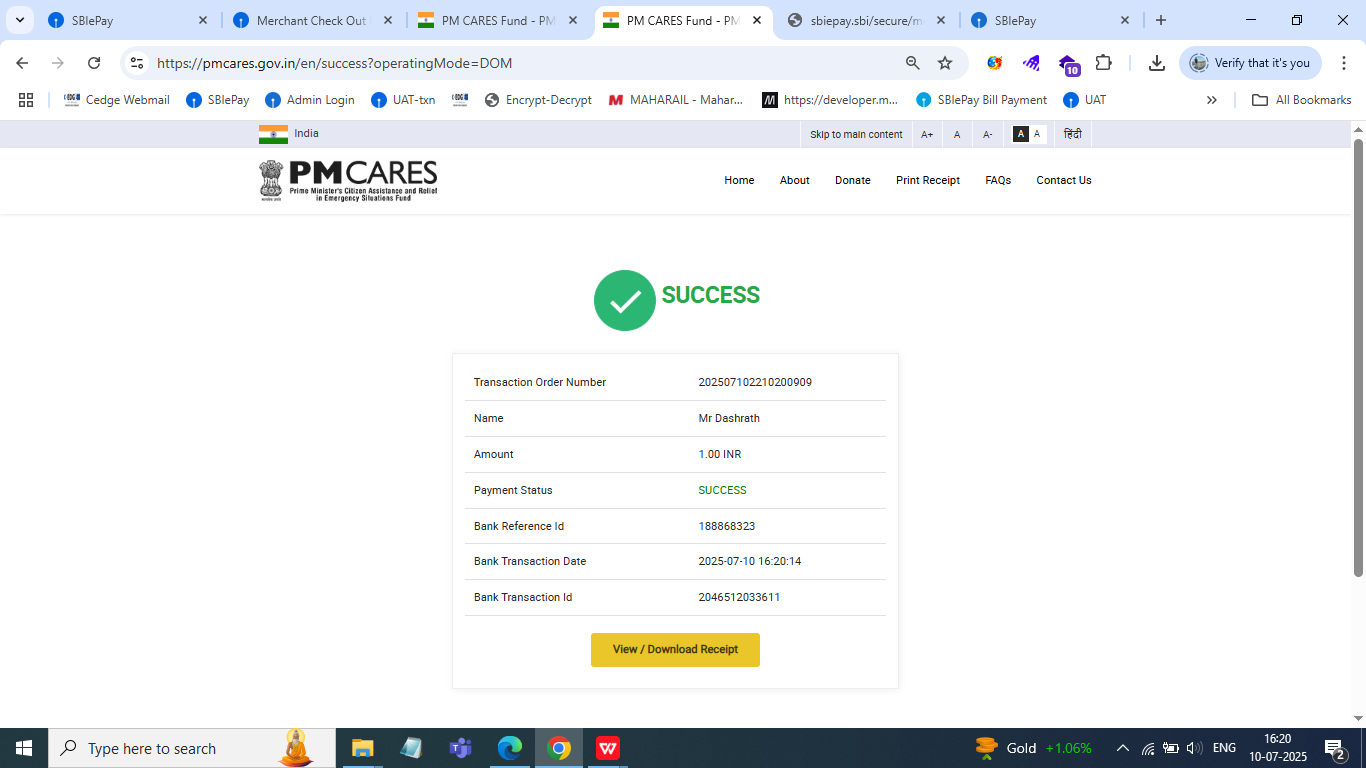 SBIePay
Merchant Check Out
PM CARES Fund - PM
PM CARES Fund - PM
sbiepay.sbi/secure/m
SBIePay
https://pmcares.gov.in/en/success?operatingMode=DOM
10
Verify that it's you
Cedge Webmail
SBIePay
Admin Login
UAT-txn
Encrypt-Decrypt
MAHARAIL - Mahar...
https://developer.m...
SBIePay Bill Payment
UAT
All Bookmarks
India
Skip to main content
A+
A
A-
A
A
हिंदी
PMCARES
Prime Minister's Citizen Assistance and Relief
in Emergency Situations Fund
Home
About
Donate
Print Receipt
FAQs
Contact Us
SUCCESS
Transaction Order Number 202507102210200909
Name Mr Dashrath
Amount 1.00 INR
Payment Status SUCCESS
Bank Reference Id 188868323
Bank Transaction Date 2025-07-10 16:20:14
Bank Transaction Id 2046512033611
View / Download Receipt
Type here to search
Gold +1.06%
ENG
16:20
10-07-2025
2